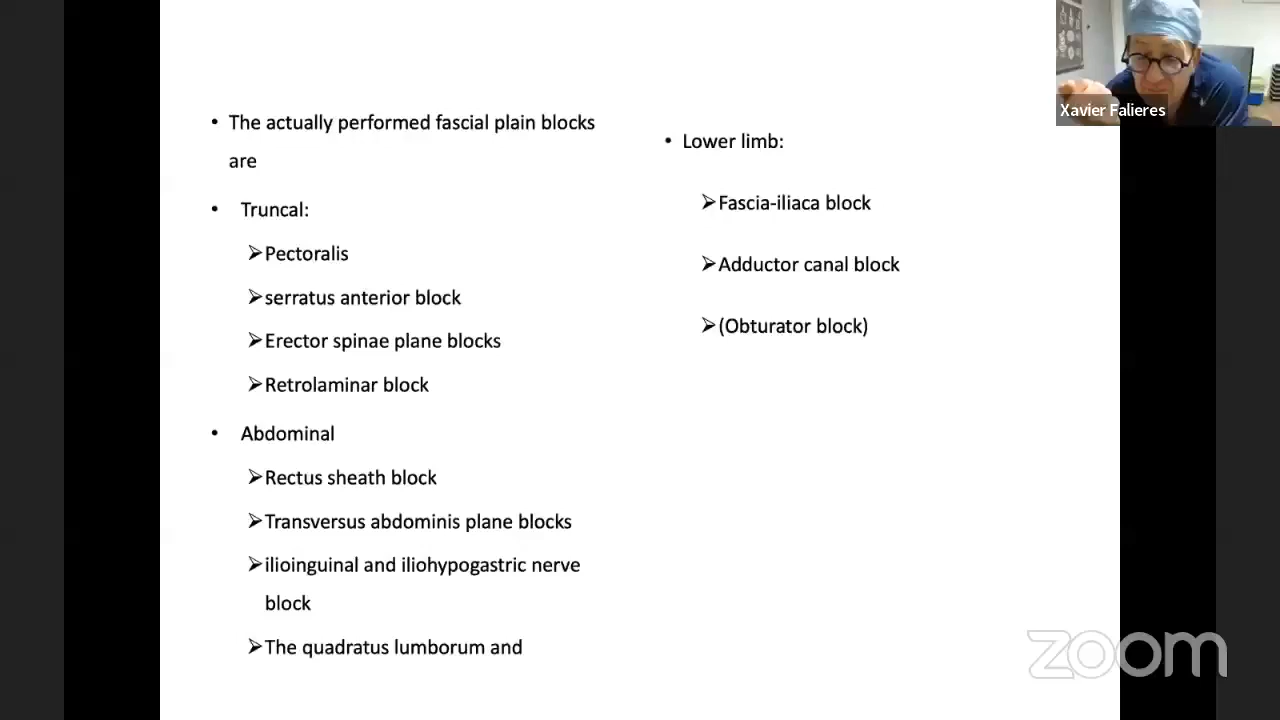 • The actually performed fascial plain blocks
are
• Truncal:
➢Pectoralis
➢serratus anterior block
➢Erector spinae plane blocks
➢Retrolaminar block
• Abdominal
➢Rectus sheath block
➢Transversus abdominis plane blocks
➢ilioinguinal and iliohypogastric nerve
block
➢The quadratus lumborum and
• Lower limb:
➢Fascia-iliaca block
➢Adductor canal block
➢(Obturator block)
Xavier Falieres
zoom